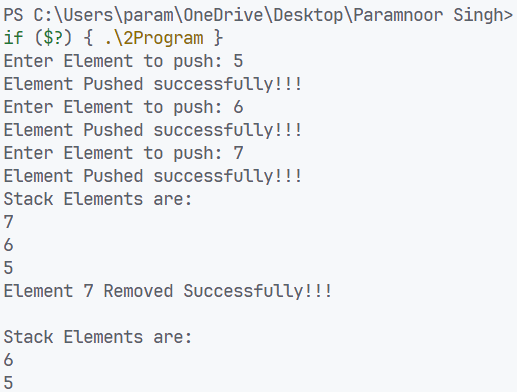 PS C:\Users\param\OneDrive\Desktop\Paramnoor Singh>
if ($?) { .\2Program }
Enter Element to push: 5
Element Pushed successfully!!!
Enter Element to push: 6
Element Pushed successfully!!!
Enter Element to push: 7
Element Pushed successfully!!!
Stack Elements are:
7
6
5
Element 7 Removed Successfully!!!

Stack Elements are:
6
5